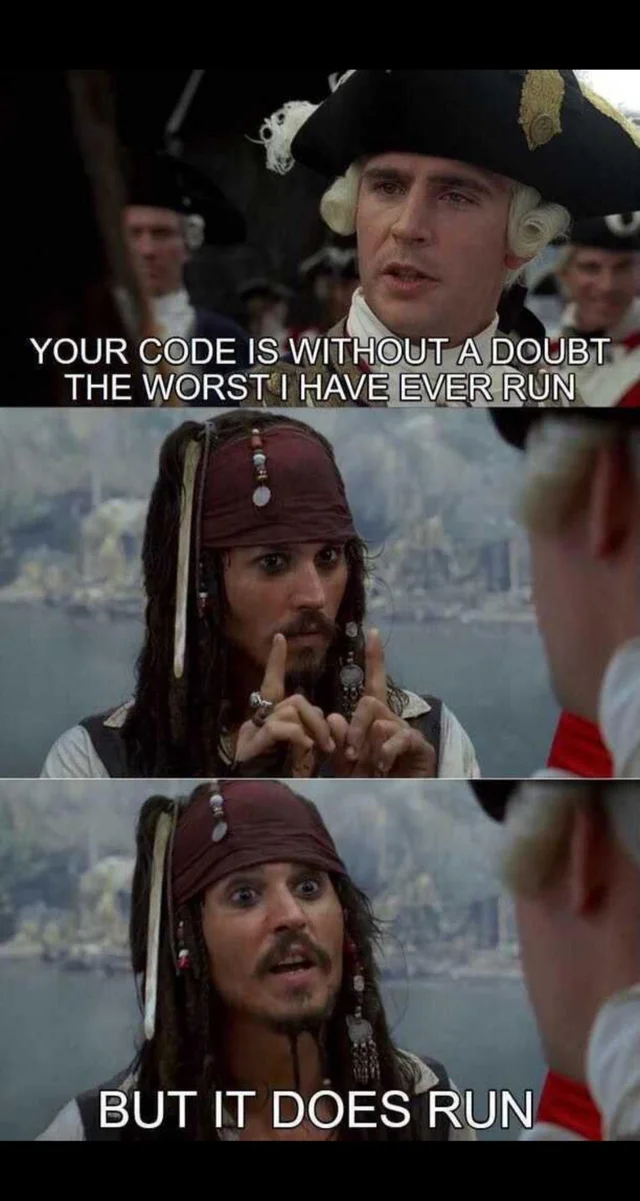 YOUR CODE IS WITHOUT A DOUBT
THE WORST I HAVE EVER RUN
BUT IT DOES RUN